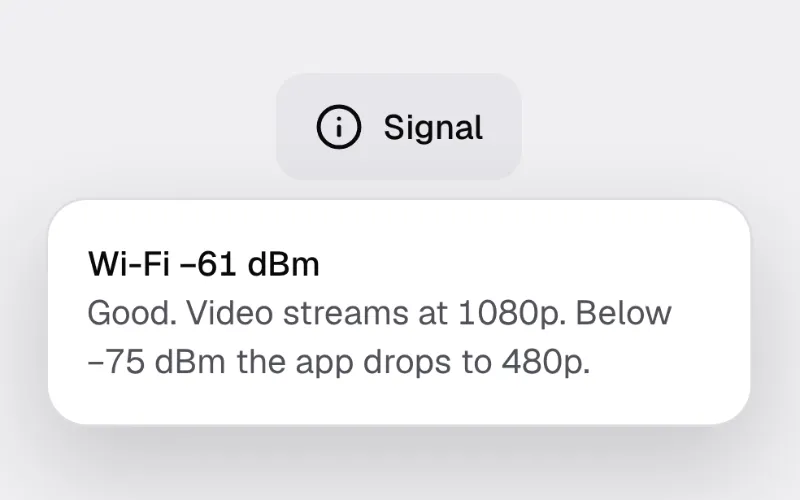 Signal
Wi-Fi –61 dBm
Good. Video streams at 1080p. Below
–75 dBm the app drops to 480p.